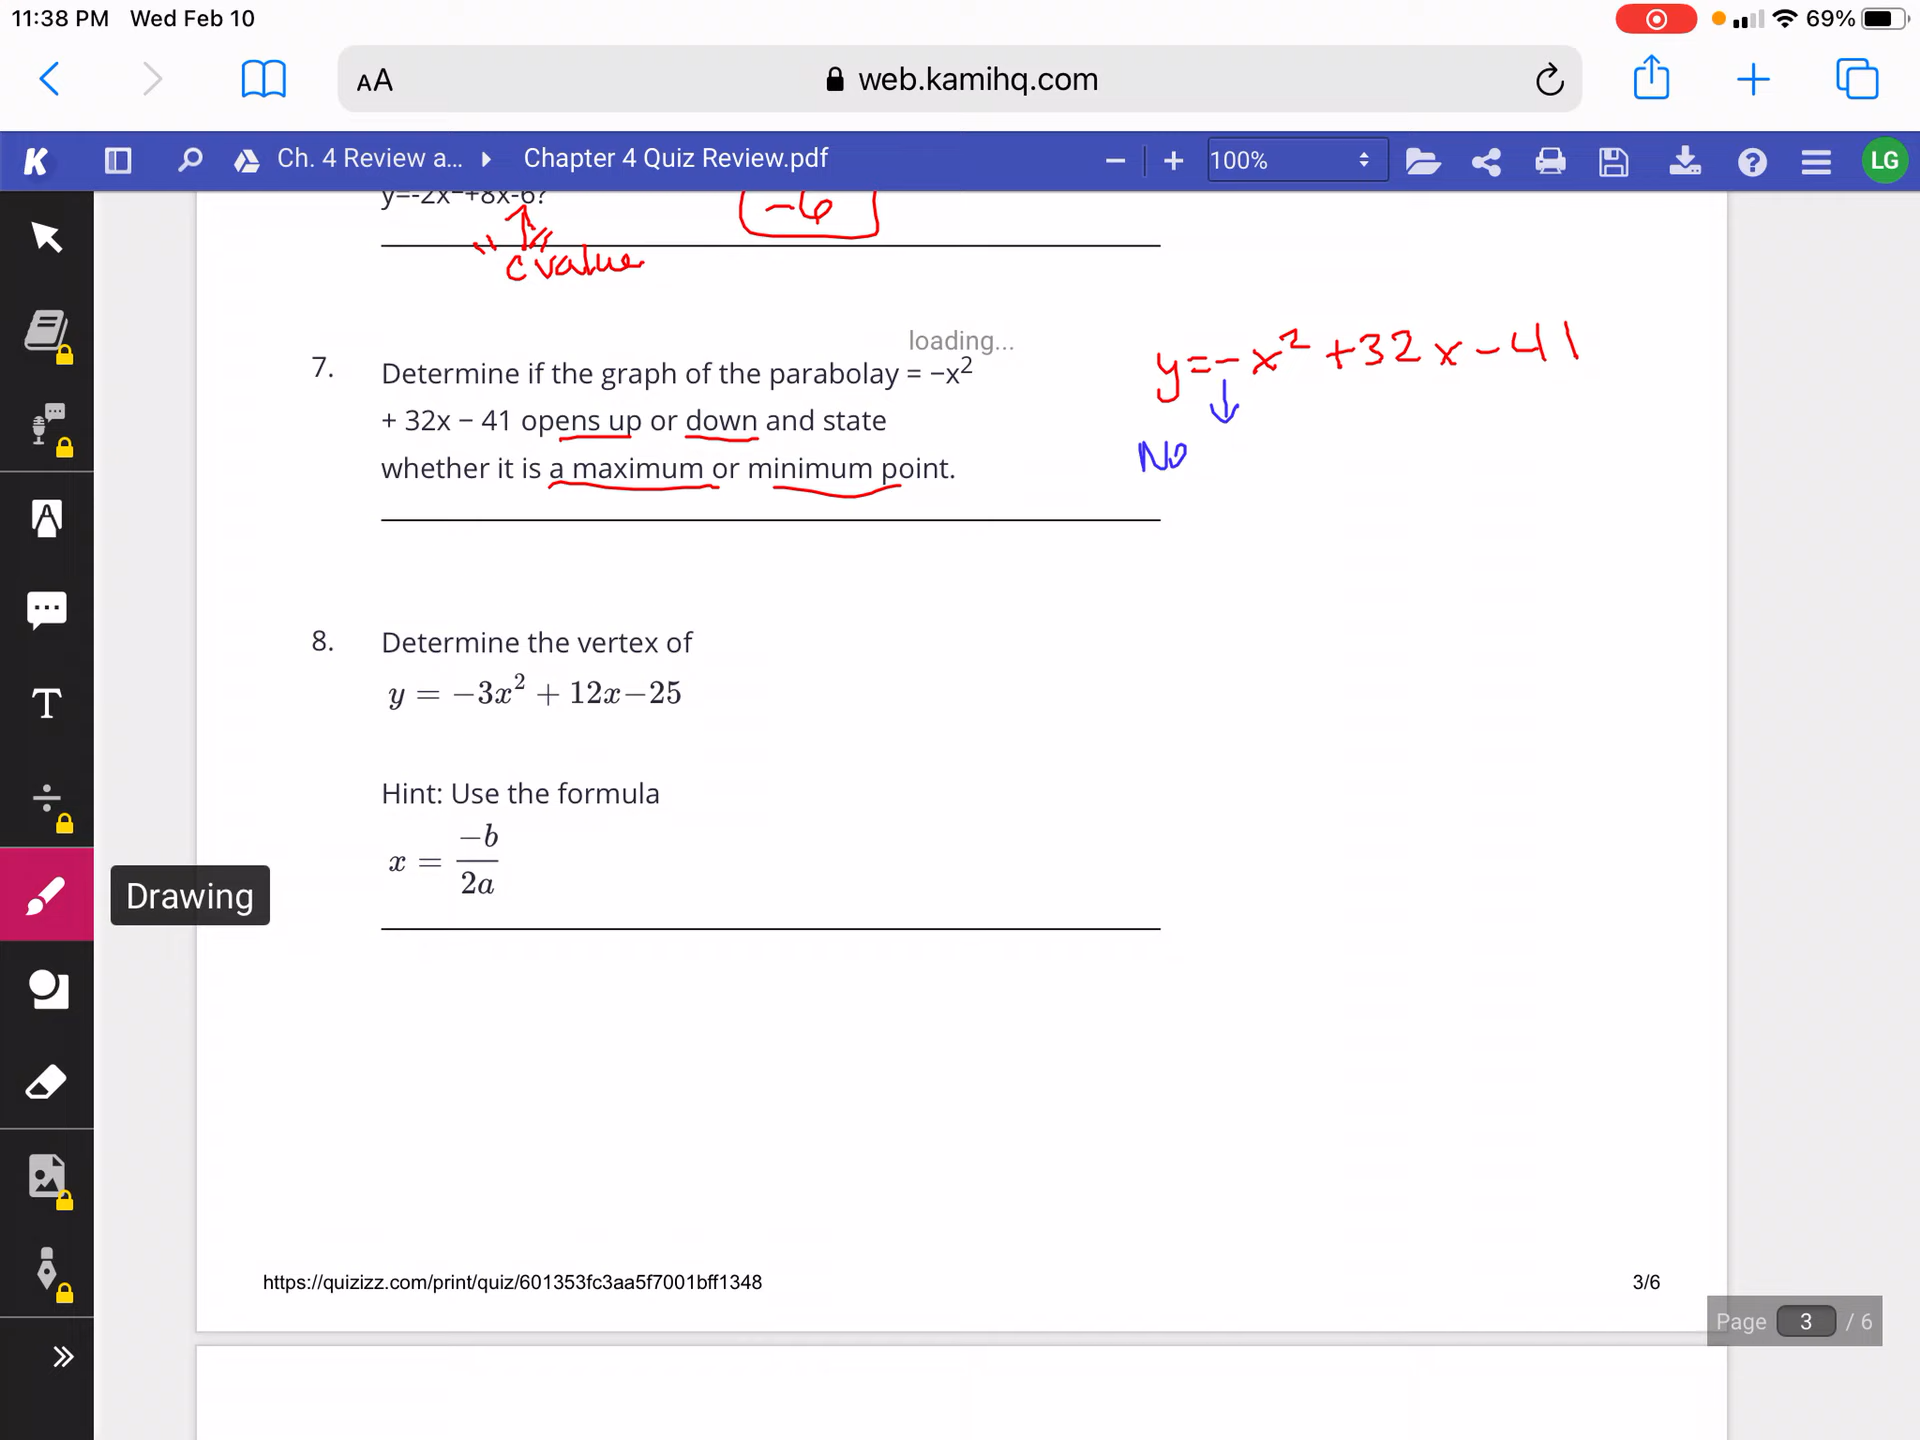 11:38 PM Wed Feb 10 69%
AA web.kamihq.com
K Ch. 4 Review a... Chapter 4 Quiz Review.pdf 100% LG
y=-2x²+8x-6? -6
"c" value
loading...
7. Determine if the graph of the parabolay = −x²
+ 32x − 41 opens up or down and state
whether it is a maximum or minimum point.
y=-x²+32x-41
No
8. Determine the vertex of
y = −3x² + 12x−25
Hint: Use the formula
x = −b/2a
Drawing
https://quizizz.com/print/quiz/601353fc3aa5f7001bff1348 3/6
Page 3 / 6